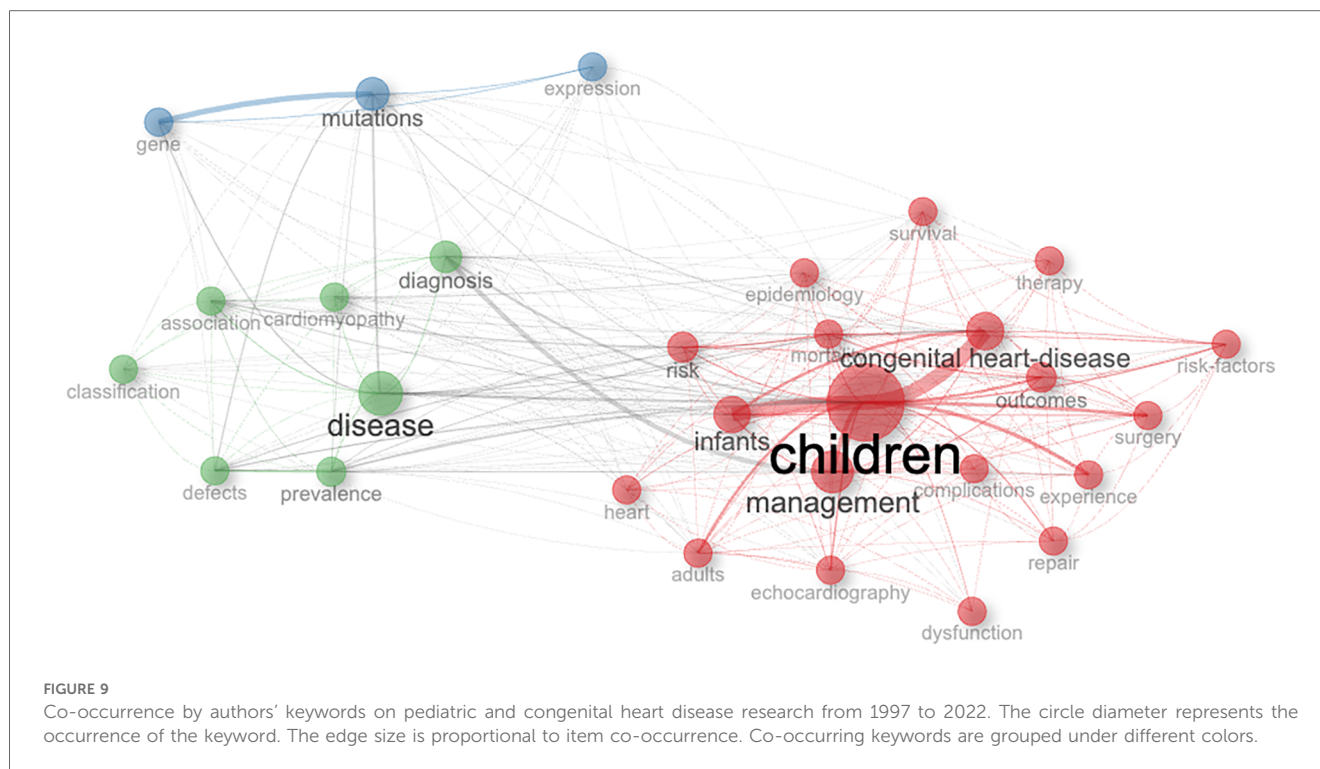 expression
mutations
gene
survival
diagnosis
therapy
epidemiology
association
cardiomyopathy
congenital heart-disease
risk
risk-factors
classification
outcomes
disease
infants
surgery
children
defects
prevalence
complications
experience
management
heart
repair
adults
echocardiography
dysfunction
FIGURE 9
Co-occurrence by authors’ keywords on pediatric and congenital heart disease research from 1997 to 2022. The circle diameter represents the
occurrence of the keyword. The edge size is proportional to item co-occurrence. Co-occurring keywords are grouped under different colors.